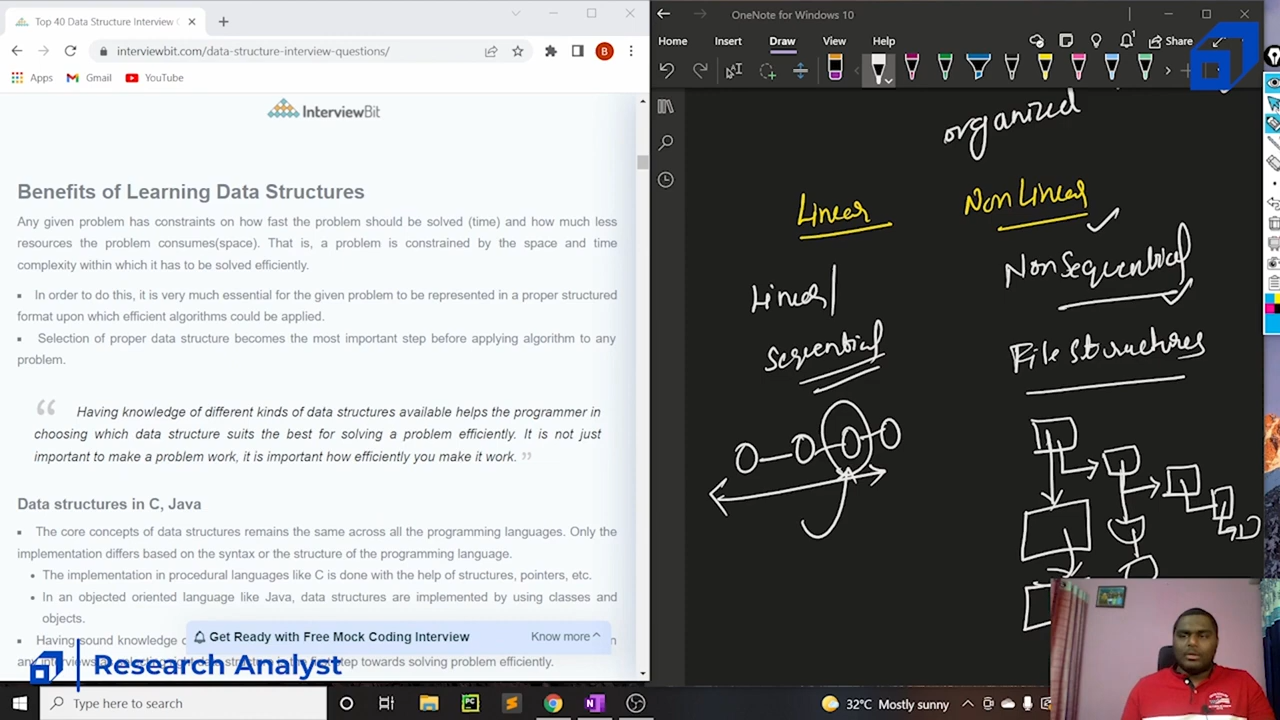 Top 40 Data Structure Interview
interviewbit.com/data-structure-interview-questions/
Apps Gmail YouTube
B
InterviewBit
Benefits of Learning Data Structures
Any given problem has constraints on how fast the problem should be solved (time) and how much less
resources the problem consumes(space). That is, a problem is constrained by the space and time
complexity within which it has to be solved efficiently.
In order to do this, it is very much essential for the given problem to be represented in a proper structured
format upon which efficient algorithms could be applied.
Selection of proper data structure becomes the most important step before applying algorithm to any
problem.
“ Having knowledge of different kinds of data structures available helps the programmer in
choosing which data structure suits the best for solving a problem efficiently. It is not just
important to make a problem work, it is important how efficiently you make it work. ”
Data structures in C, Java
The core concepts of data structures remains the same across all the programming languages. Only the
implementation differs based on the syntax or the structure of the programming language.
The implementation in procedural languages like C is done with the help of structures, pointers, etc.
In an objected oriented language like Java, data structures are implemented by using classes and
objects.
Having sound knowledge
Get Ready with Free Mock Coding Interview Know more
step towards solving problem efficiently.
Research Analyst
OneNote for Windows 10
Home Insert Draw View Help Share
organized
Linear Non Linear
Linear/ Non Sequential
Sequential File Structures
Type here to search
32°C Mostly sunny